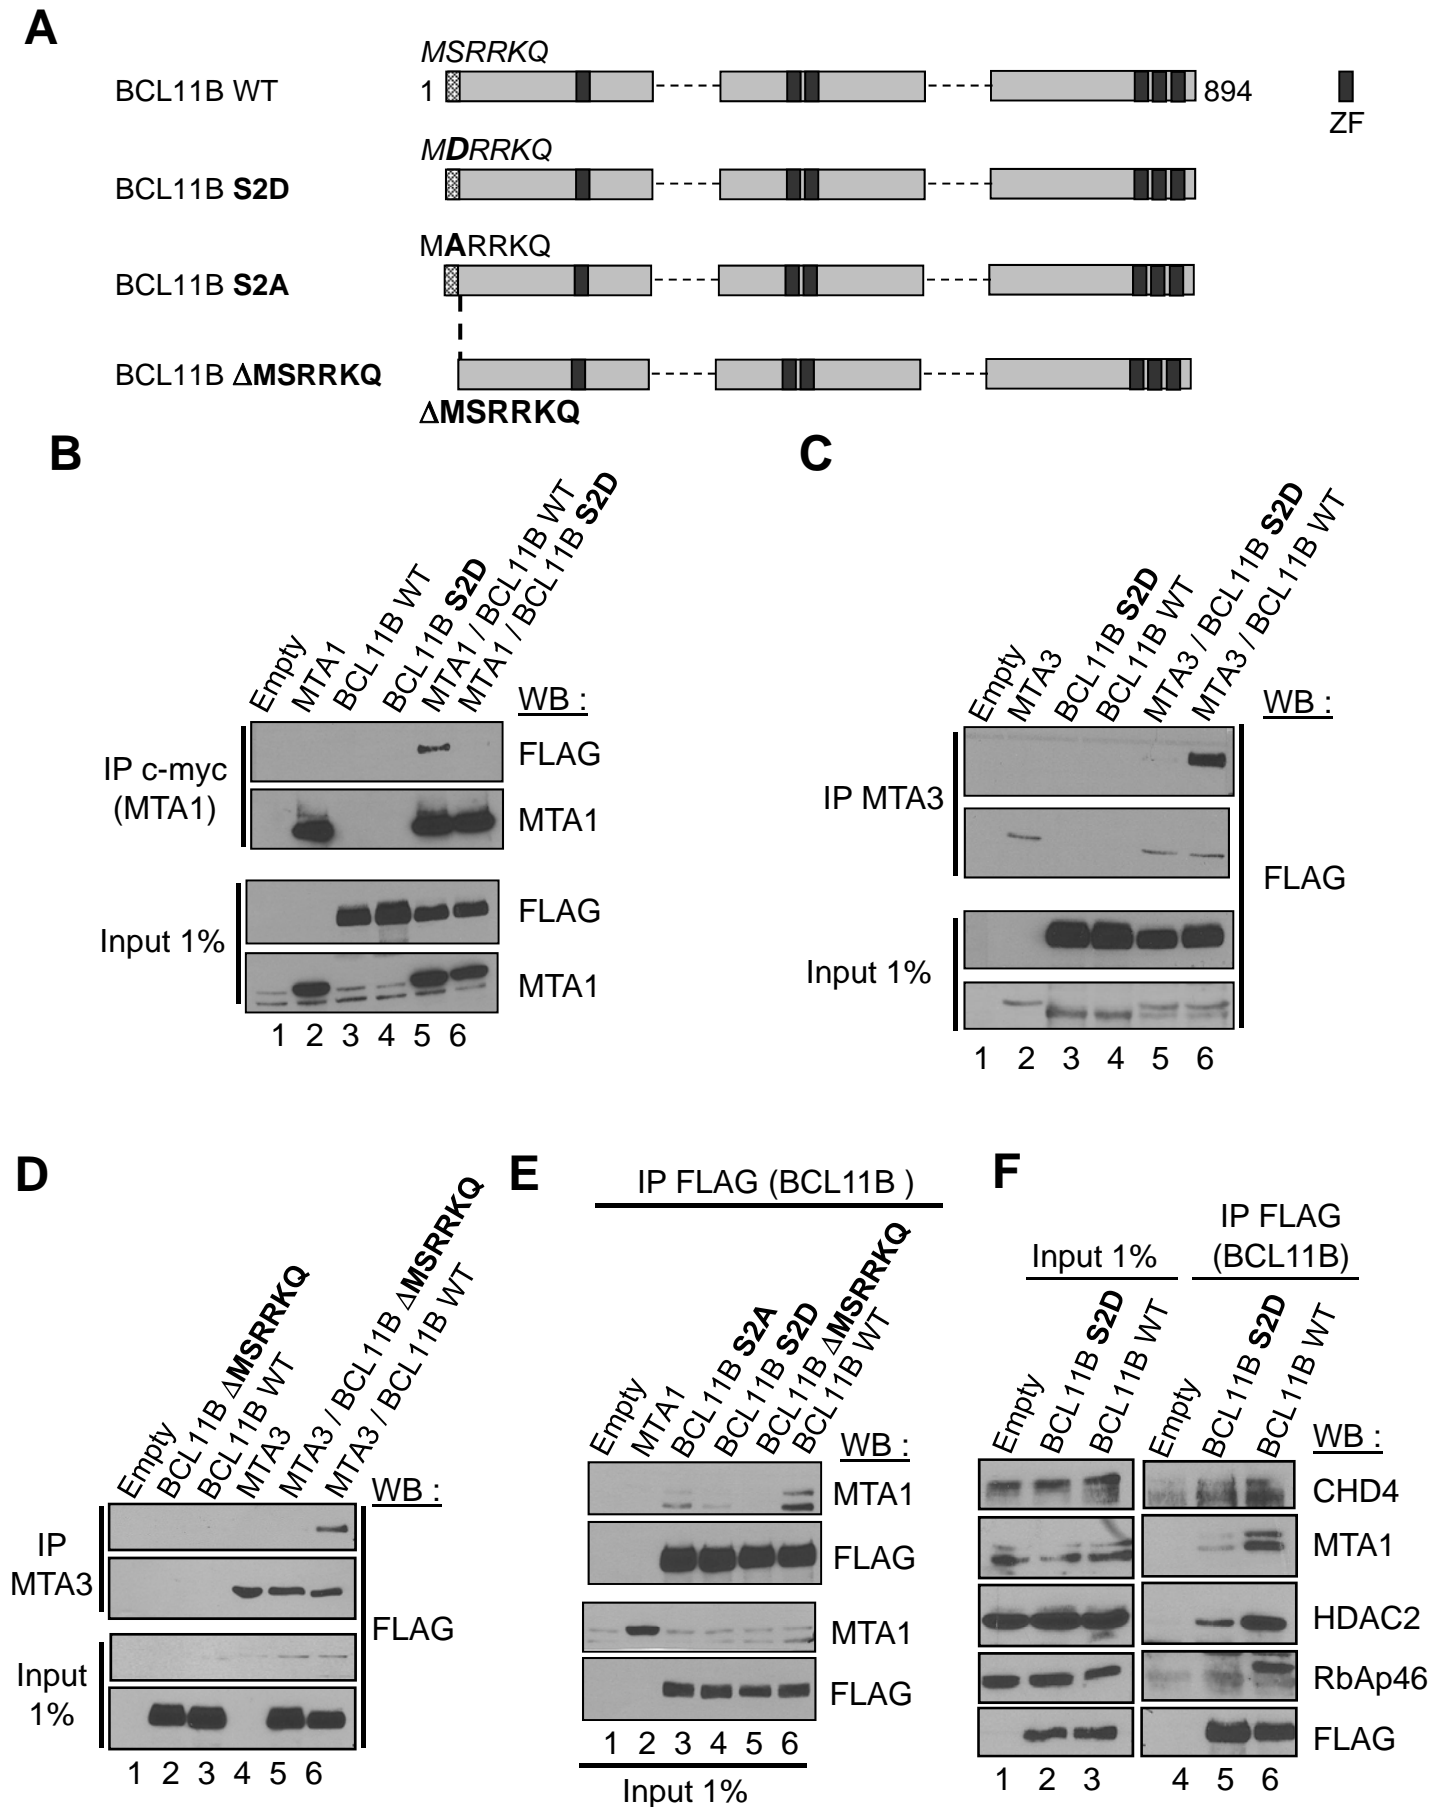 A
MSRRKQ
BCL11B WT
1
894
ZF
MDRRKQ
BCL11B S2D
MARRKQ
BCL11B S2A
BCL11B ΔMSRRKQ
ΔMSRRKQ
B
Empty
MTA1
BCL11B WT
BCL11B S2D
MTA1 / BCL11B WT
MTA1 / BCL11B S2D
WB :
IP c-myc
(MTA1)
FLAG
MTA1
Input 1%
FLAG
MTA1
1 2 3 4 5 6
C
Empty
MTA3
BCL11B S2D
BCL11B WT
MTA3 / BCL11B S2D
MTA3 / BCL11B WT
WB :
IP MTA3
FLAG
Input 1%
1 2 3 4 5 6
D
Empty
BCL11B ΔMSRRKQ
BCL11B WT
MTA3
MTA3 / BCL11B ΔMSRRKQ
MTA3 / BCL11B WT
WB :
IP
MTA3
FLAG
Input
1%
1 2 3 4 5 6
E
IP FLAG (BCL11B )
Empty
MTA1
BCL11B S2A
BCL11B S2D
BCL11B ΔMSRRKQ
BCL11B WT
WB :
MTA1
FLAG
MTA1
FLAG
1 2 3 4 5 6
Input 1%
F
Input 1%
IP FLAG
(BCL11B)
Empty
BCL11B S2D
BCL11B WT
Empty
BCL11B S2D
BCL11B WT
WB :
CHD4
MTA1
HDAC2
RbAp46
FLAG
1 2 3 4 5 6